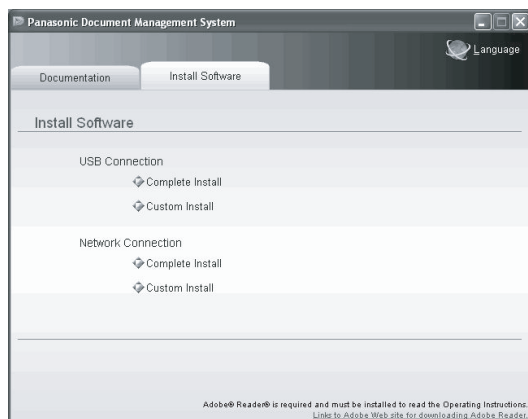 Panasonic Document Management System
Language
Documentation
Install Software
Install Software
USB Connection
Complete Install
Custom Install
Network Connection
Complete Install
Custom Install
Adobe® Reader® is required and must be installed to read the Operating Instructions.
Links to Adobe Web site for downloading Adobe Reader.